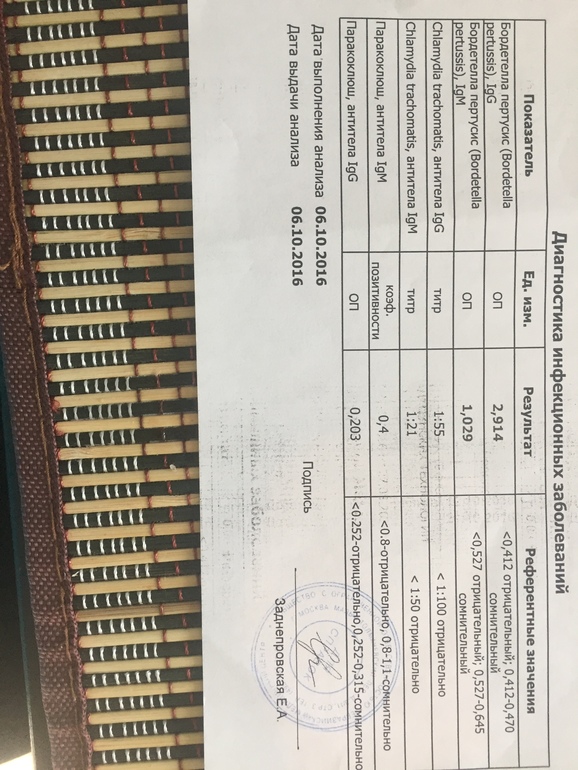 Диагностика инфекционных заболеваний
Показатель Ед. изм. Результат Референтные значения
Бордетелла пертусис (Bordetella ОП 2,914 <0,412 отрицательный; 0,412-0,470
pertussis), IgG сомнительный
Бордетелла пертусис (Bordetella ОП 1,029 <0,527 отрицательный; 0,527-0,645
pertussis), IgM сомнительный
Chlamydia trachomatis, антитела IgG титр 1:55 < 1:100 отрицательно
Chlamydia trachomatis, антитела IgM титр 1:21 < 1:50 отрицательно
Паракоклюш, антитела IgM коэф. 0,4 <0.8-отрицательно, 0,8-1,1-сомнительно
позитивности
Паракоклюш, антитела IgG ОП 0,203 <0.252-отрицательно,0,252-0,315-сомнительно
Дата выполнения анализа 06.10.2016
Дата выдачи анализа 06.10.2016
Подпись
Заднепровская Е.А.